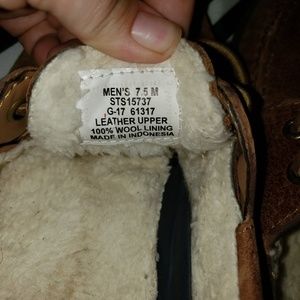 MEN'S 7.5 M
STS15737
G-17 61317
LEATHER UPPER
100% WOOL LINING
MADE IN INDONESIA